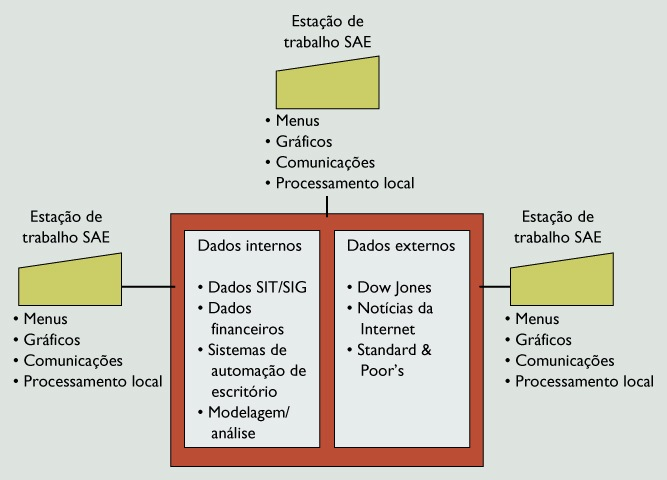 Estação de
trabalho SAE
• Menus
• Gráficos
• Comunicações
• Processamento local
Estação de
trabalho SAE
• Menus
• Gráficos
• Comunicações
• Processamento local
Dados internos
• Dados SIT/SIG
• Dados
financeiros
• Sistemas de
automação de
escritório
• Modelagem/
análise
Dados externos
• Dow Jones
• Notícias da
Internet
• Standard &
Poor's
Estação de
trabalho SAE
• Menus
• Gráficos
• Comunicações
• Processamento local